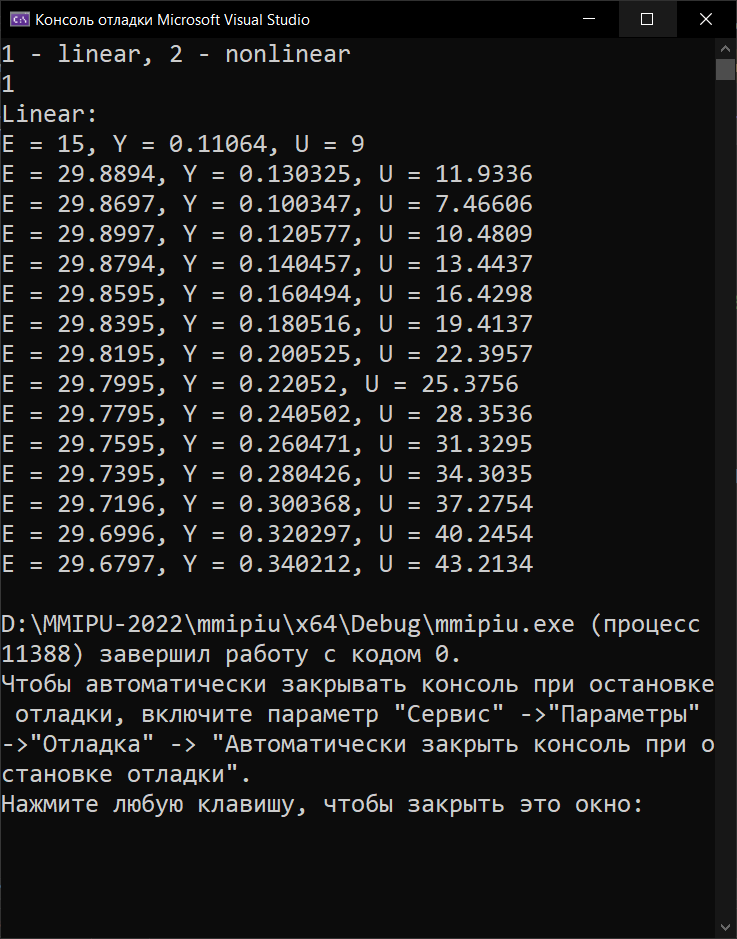 Консоль отладки Microsoft Visual Studio
1 - linear, 2 - nonlinear
1
Linear:
E = 15, Y = 0.11064, U = 9
E = 29.8894, Y = 0.130325, U = 11.9336
E = 29.8697, Y = 0.100347, U = 7.46606
E = 29.8997, Y = 0.120577, U = 10.4809
E = 29.8794, Y = 0.140457, U = 13.4437
E = 29.8595, Y = 0.160494, U = 16.4298
E = 29.8395, Y = 0.180516, U = 19.4137
E = 29.8195, Y = 0.200525, U = 22.3957
E = 29.7995, Y = 0.22052, U = 25.3756
E = 29.7795, Y = 0.240502, U = 28.3536
E = 29.7595, Y = 0.260471, U = 31.3295
E = 29.7395, Y = 0.280426, U = 34.3035
E = 29.7196, Y = 0.300368, U = 37.2754
E = 29.6996, Y = 0.320297, U = 40.2454
E = 29.6797, Y = 0.340212, U = 43.2134
D:\MMIPU-2022\mmipiu\x64\Debug\mmipiu.exe (процесс
11388) завершил работу с кодом 0.
Чтобы автоматически закрывать консоль при остановке
отладки, включите параметр "Сервис" ->"Параметры"
->"Отладка" -> "Автоматически закрыть консоль при о
становке отладки".
Нажмите любую клавишу, чтобы закрыть это окно: